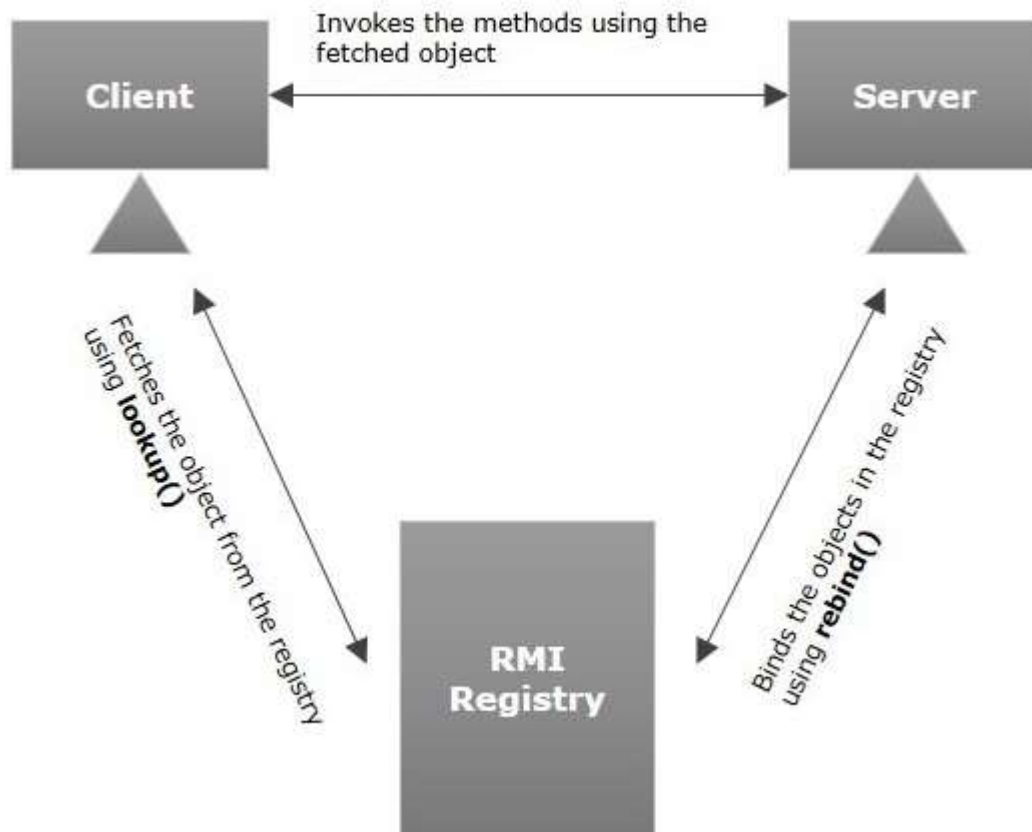 Invokes the methods using the
fetched object
Client
Server
Fetches the object from the registry
using lookup()
Binds the objects in the registry
using rebind()
RMI
Registry